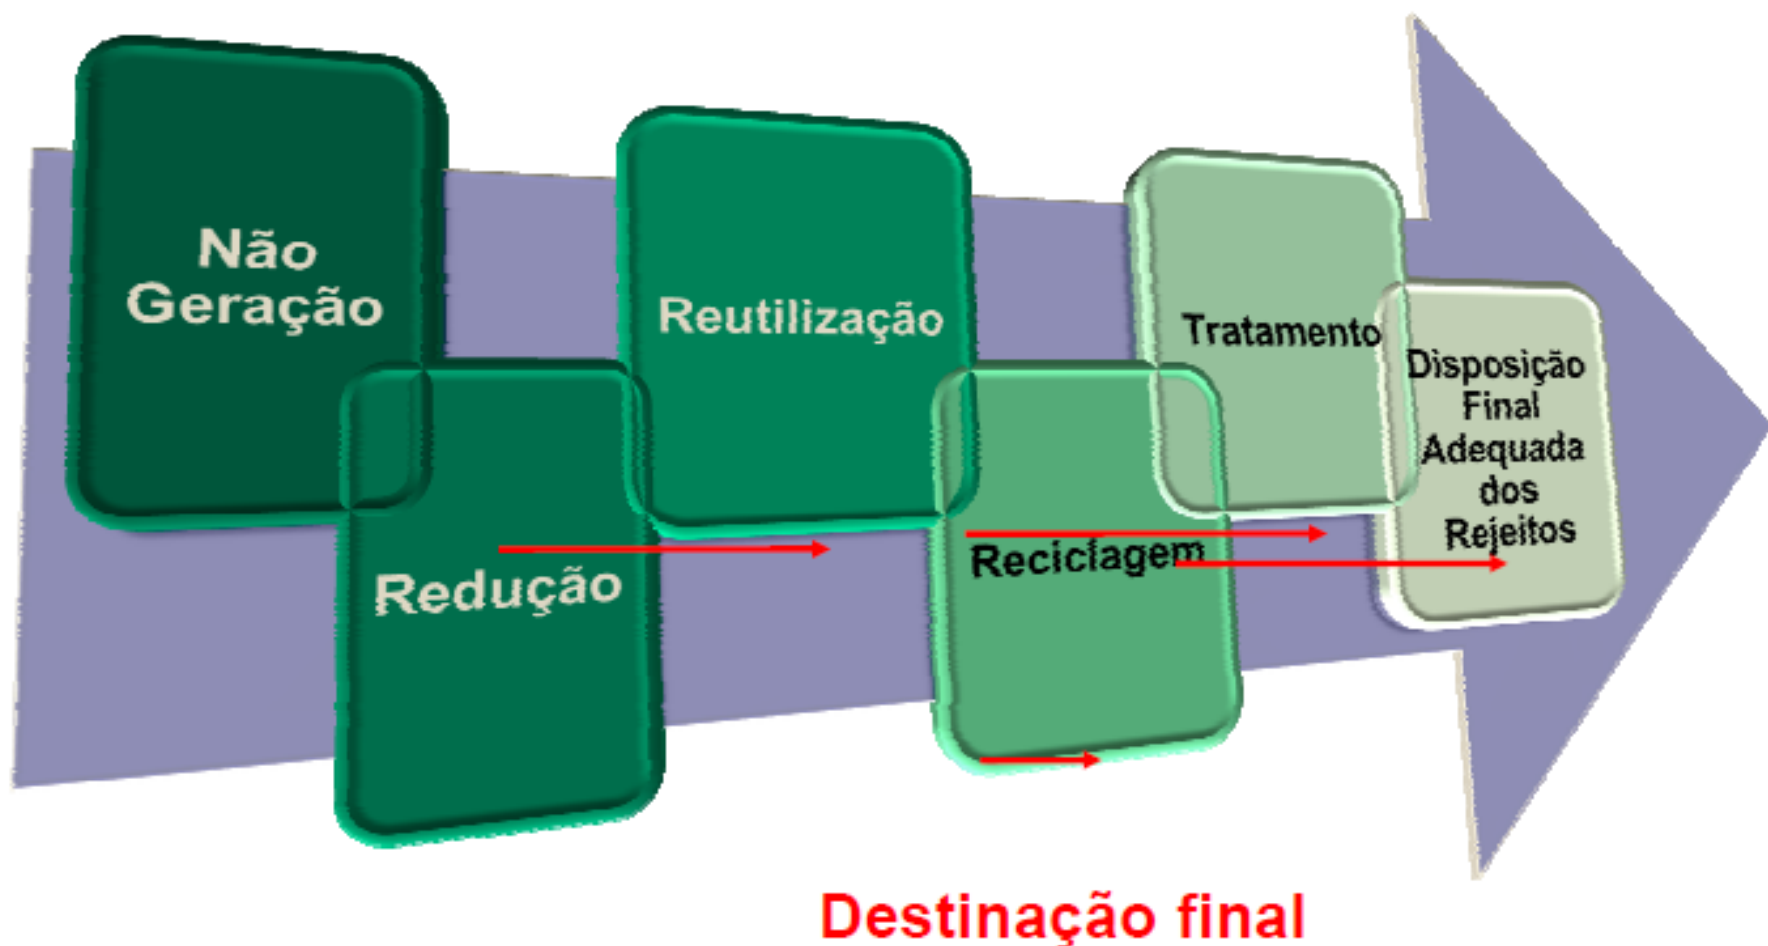 Não
Geração
Redução
Reutilização
Reciclagem
Tratamento
Disposição
Final
Adequada
dos
Rejeitos
Destinação final